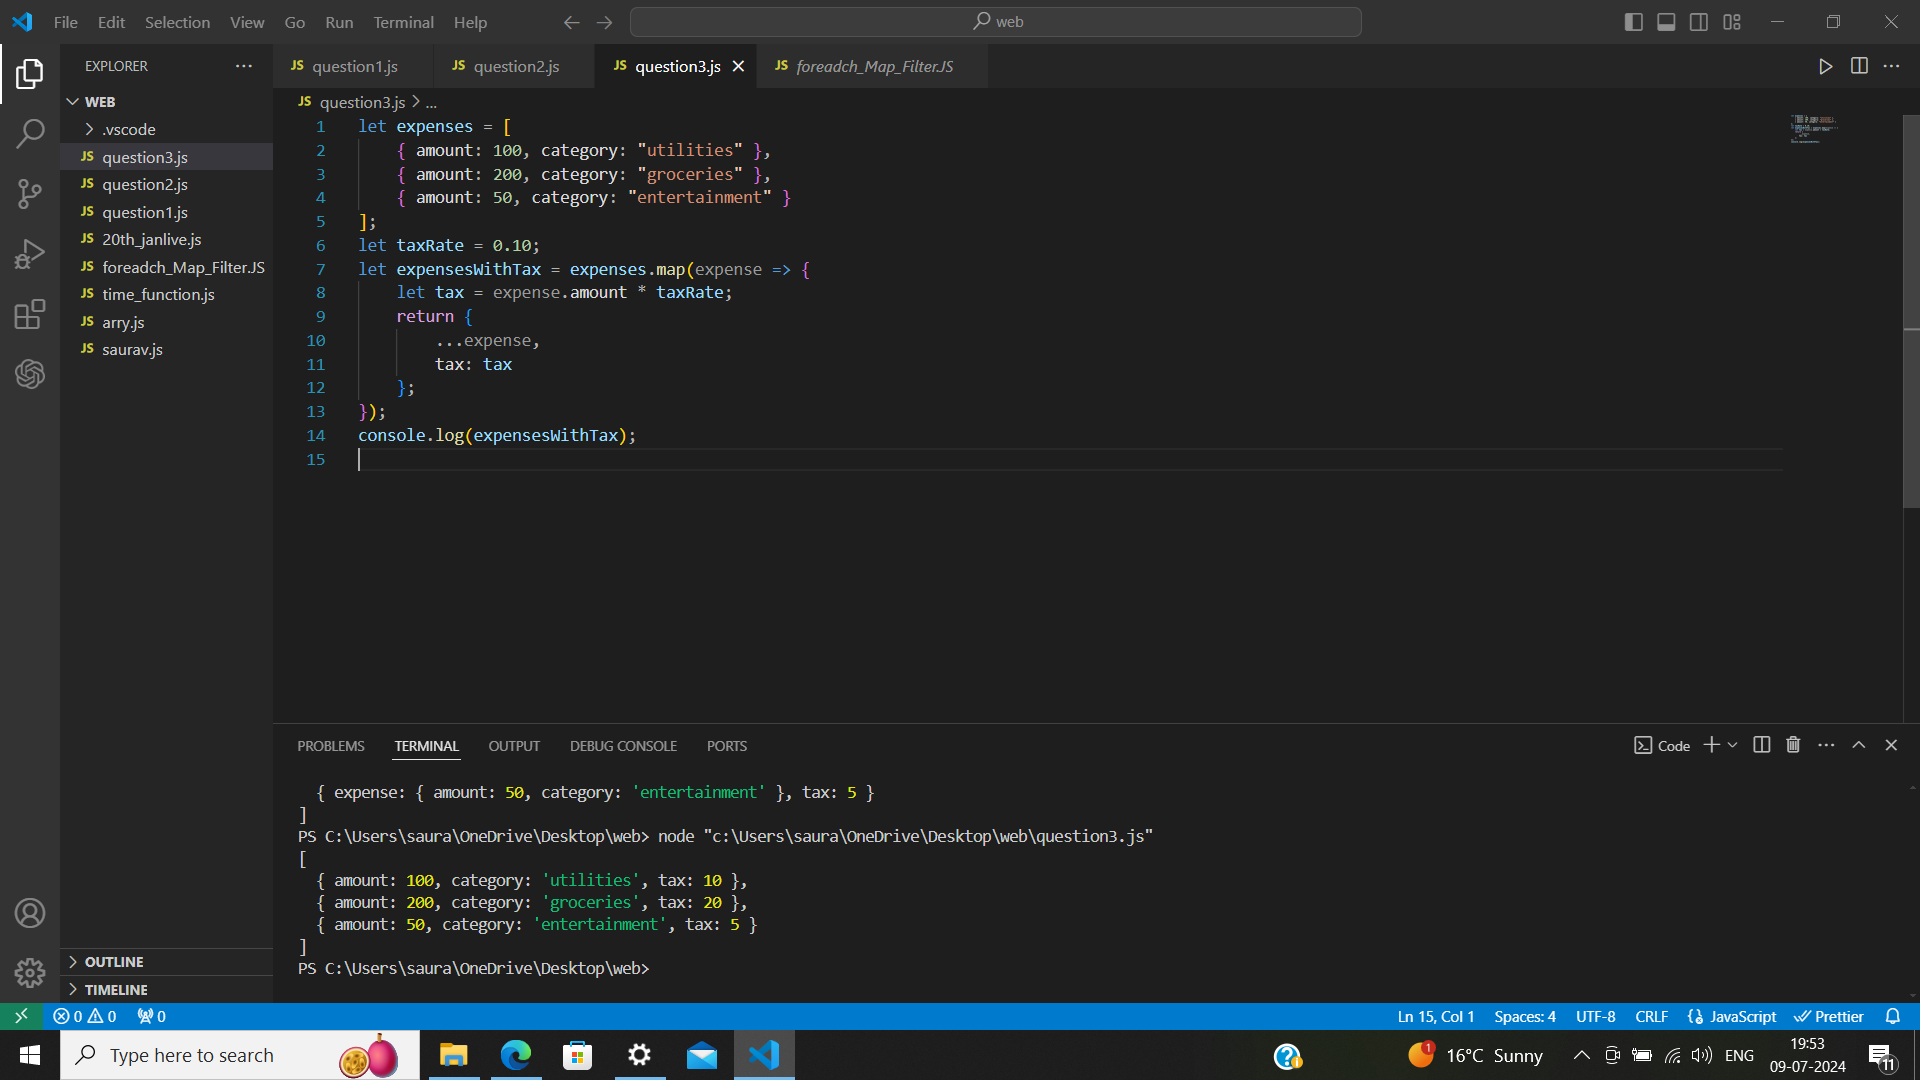 File Edit Selection View Go Run Terminal Help
web
EXPLORER
WEB
.vscode
JS question3.js
JS question2.js
JS question1.js
JS 20th_janlive.js
JS foreadch_Map_Filter.JS
JS time_function.js
JS arry.js
JS saurav.js
OUTLINE
TIMELINE
JS question1.js JS question2.js JS question3.js JS foreadch_Map_Filter.JS
JS question3.js > ...
1 let expenses = [
2 { amount: 100, category: "utilities" },
3 { amount: 200, category: "groceries" },
4 { amount: 50, category: "entertainment" }
5 ];
6 let taxRate = 0.10;
7 let expensesWithTax = expenses.map(expense => {
8 let tax = expense.amount * taxRate;
9 return {
10 ...expense,
11 tax: tax
12 };
13 });
14 console.log(expensesWithTax);
15
PROBLEMS TERMINAL OUTPUT DEBUG CONSOLE PORTS
Code
{ expense: { amount: 50, category: 'entertainment' }, tax: 5 }
]
PS C:\Users\saura\OneDrive\Desktop\web> node "c:\Users\saura\OneDrive\Desktop\web\question3.js"
[
{ amount: 100, category: 'utilities', tax: 10 },
{ amount: 200, category: 'groceries', tax: 20 },
{ amount: 50, category: 'entertainment', tax: 5 }
]
PS C:\Users\saura\OneDrive\Desktop\web>
0 0 0 Ln 15, Col 1 Spaces: 4 UTF-8 CRLF JavaScript Prettier
Type here to search
1 16°C Sunny ENG
19:53
09-07-2024
11